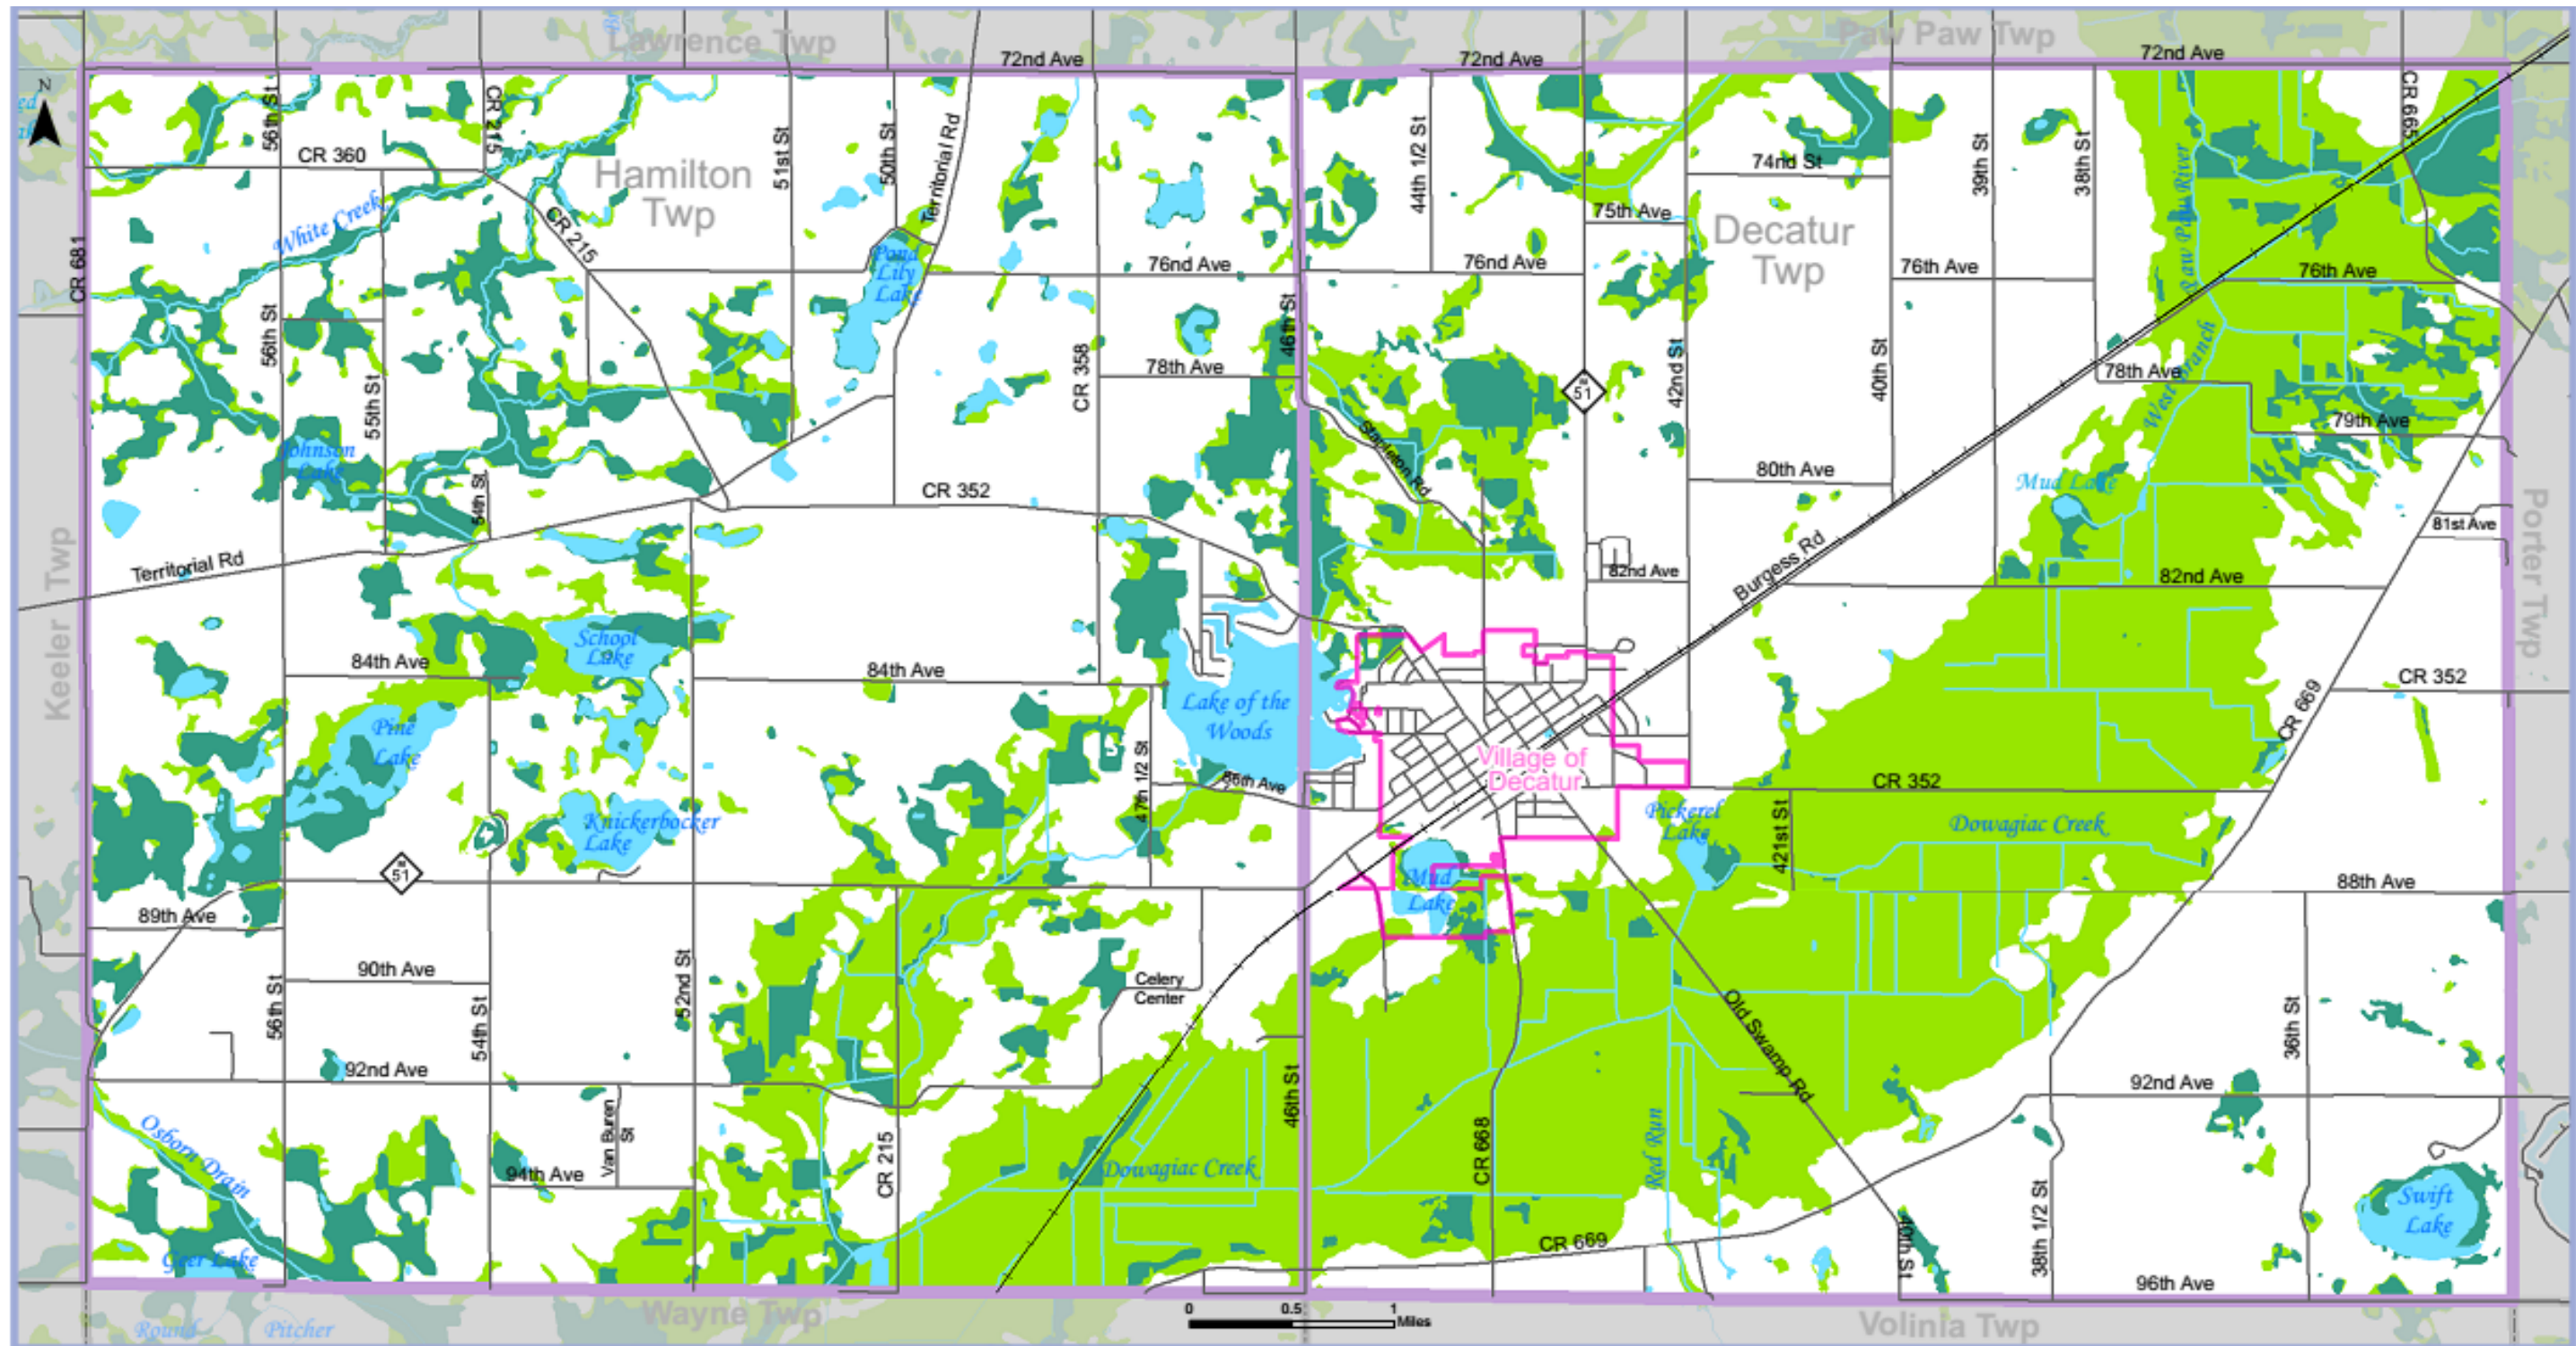 Lawrence Twp
Paw Paw Twp
72nd Ave
72nd Ave
72nd Ave
N
56th St
CR 215
51st St
50th St
Territorial Rd
44th 1/2 St
39th St
38th St
CR 665
CR 360
Hamilton
Twp
74nd St
Paw Paw River
White Creek
CR 215
75th Ave
Decatur
Twp
CR 681
Pond
Lily
Lake
76nd Ave
76nd Ave
76th Ave
76th Ave
56th St
46th St
55th St
CR 358
78th Ave
51
42nd St
40th St
78th Ave
West Branch
79th Ave
Johnson
Lake
Stapleton Rd
80th Ave
54th St
CR 352
Mud Lake
81st Ave
Keeler Twp
Porter Twp
Territorial Rd
82nd Ave
Burgess Rd
82nd Ave
School
Lake
84th Ave
84th Ave
CR 352
Lake of the
Woods
Pine
Lake
CR 669
47th 1/2 St
86th Ave
Village of
Decatur
CR 352
Knickerbocker
Lake
Pickerel
Lake
421st St
Dowagiac Creek
51
Mud
Lake
88th Ave
89th Ave
90th Ave
56th St
54th St
52nd St
Celery
Center
Old Swamp Rd
36th St
92nd Ave
92nd Ave
Osborn Drain
Van Buren
St
94th Ave
CR 215
46th St
Dowagiac Creek
CR 668
Red Run
Swift
Lake
Geer Lake
CR 669
40th St
38th 1/2 St
96th Ave
Wayne Twp
Volinia Twp
Round
Pitcher
0 0.5 1
Miles